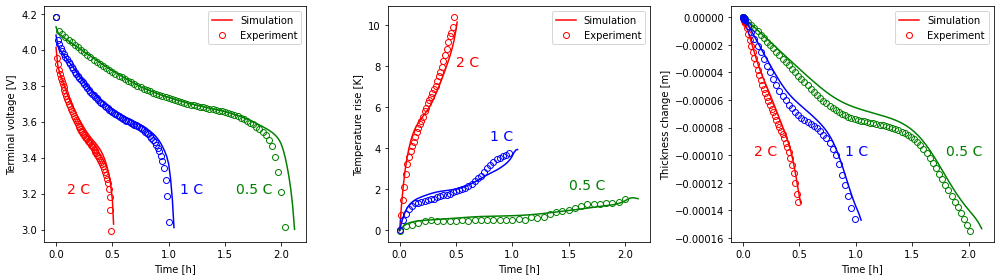 4.2
4.0
3.8
3.6
3.4
3.2
3.0
Terminal voltage [V]
Simulation
Experiment
2 C
1 C
0.5 C
0.0
0.5
1.0
1.5
2.0
Time [h]
10
8
6
4
2
0
Temperature rise [K]
Simulation
Experiment
2 C
1 C
0.5 C
0.0
0.5
1.0
1.5
2.0
Time [h]
0.00000
−0.00002
−0.00004
−0.00006
−0.00008
−0.00010
−0.00012
−0.00014
−0.00016
Thickness change [m]
Simulation
Experiment
2 C
1 C
0.5 C
0.0
0.5
1.0
1.5
2.0
Time [h]